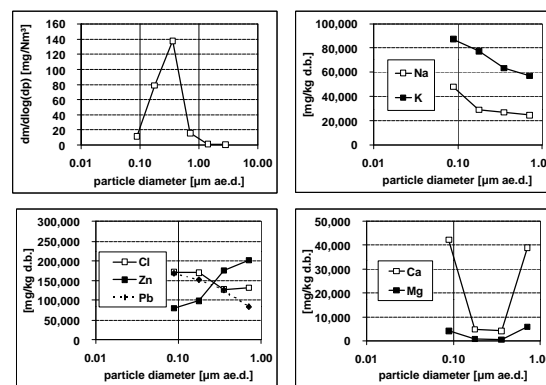 dm/dlog(dp) [mg/Nm³]
160
140
120
100
80
60
40
20
0
0.01 0.10 1.00 10.00
particle diameter [µm ae.d.]
[mg/kg d.b.]
100,000
80,000
60,000
40,000
20,000
0
Na
K
0.01 0.10 1.00
particle diameter [µm ae.d.]
[mg/kg d.b.]
300,000
250,000
200,000
150,000
100,000
50,000
0
Cl
Zn
Pb
0.01 0.10 1.00
particle diameter [µm ae.d.]
[mg/kg d.b.]
50,000
40,000
30,000
20,000
10,000
0
Ca
Mg
0.01 0.10 1.00
particle diameter [µm ae.d.]